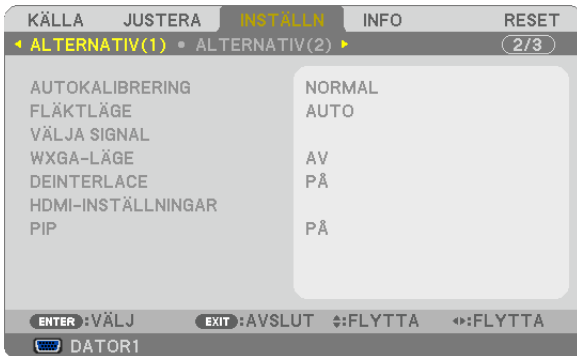 KÄLLA JUSTERA INSTÄLLN INFO RESET
ALTERNATIV(1) • ALTERNATIV(2) 2/3
AUTOKALIBRERING NORMAL
FLÄKTLÄGE AUTO
VÄLJA SIGNAL
WXGA-LÄGE AV
DEINTERLACE PÅ
HDMI-INSTÄLLNINGAR
PIP PÅ
ENTER :VÄLJ EXIT :AVSLUT :FLYTTA :FLYTTA
DATOR1